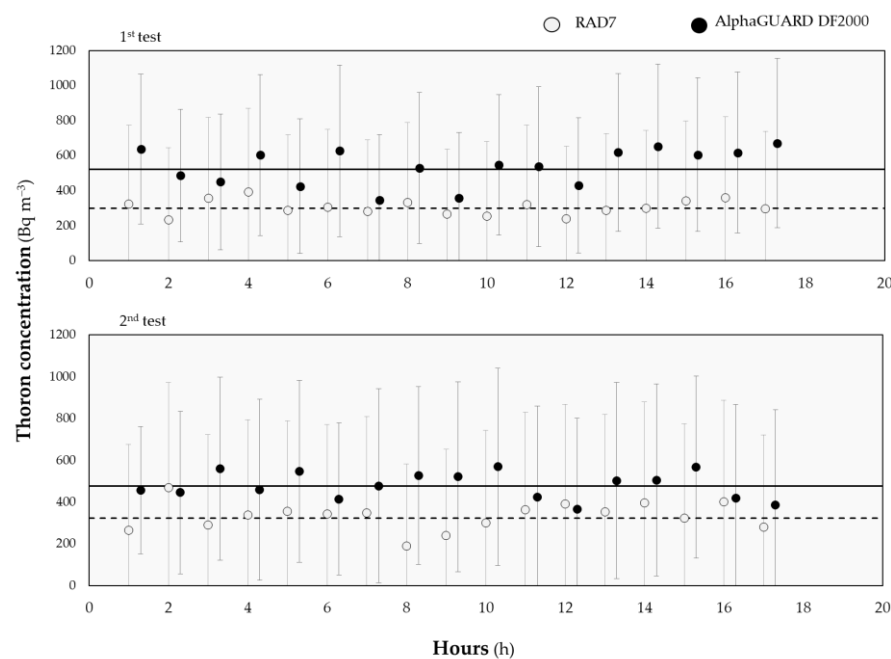 RAD7 AlphaGUARD DF2000
1st test
1200
1000
800
600
400
200
0
0 2 4 6 8 10 12 14 16 18 20
2nd test
1200
1000
800
600
400
200
0
0 2 4 6 8 10 12 14 16 18 20
Thoron concentration (Bq m⁻³)
Hours (h)